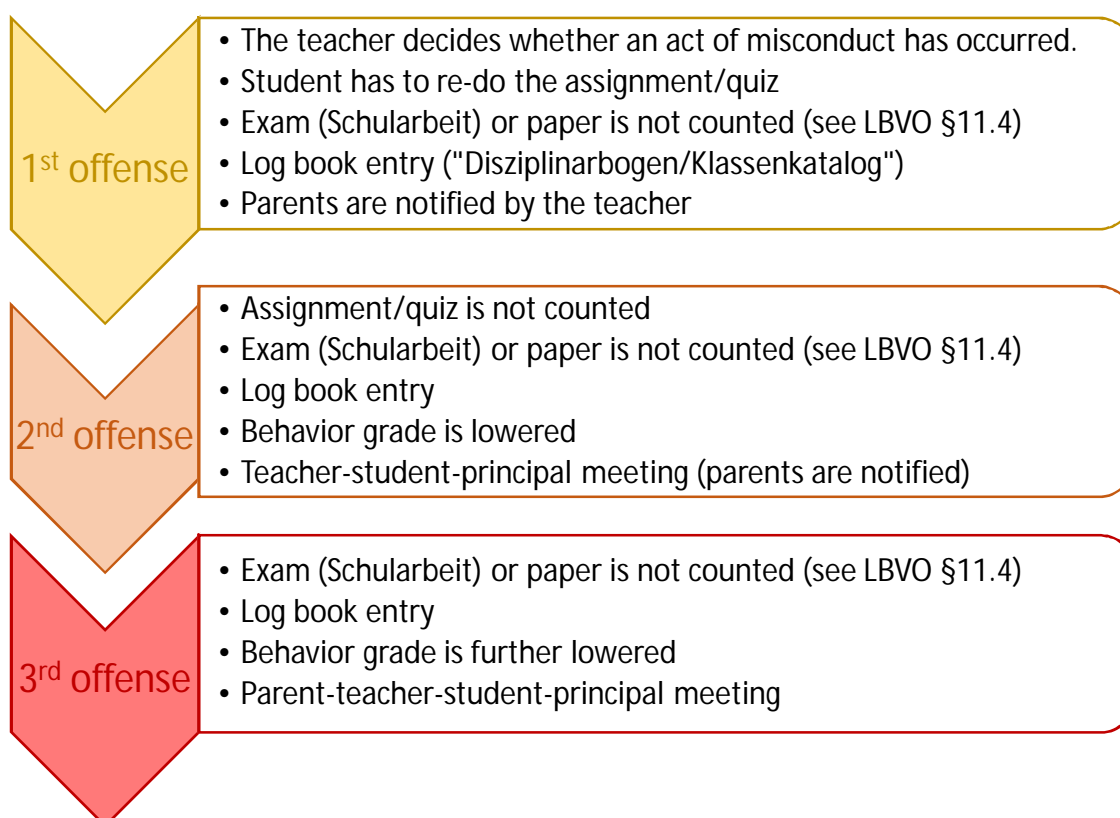 1st offense
• The teacher decides whether an act of misconduct has occurred.
• Student has to re-do the assignment/quiz
• Exam (Schularbeit) or paper is not counted (see LBVO §11.4)
• Log book entry ("Disziplinarbogen/Klassenkatalog")
• Parents are notified by the teacher
2nd offense
• Assignment/quiz is not counted
• Exam (Schularbeit) or paper is not counted (see LBVO §11.4)
• Log book entry
• Behavior grade is lowered
• Teacher-student-principal meeting (parents are notified)
3rd offense
• Exam (Schularbeit) or paper is not counted (see LBVO §11.4)
• Log book entry
• Behavior grade is further lowered
• Parent-teacher-student-principal meeting